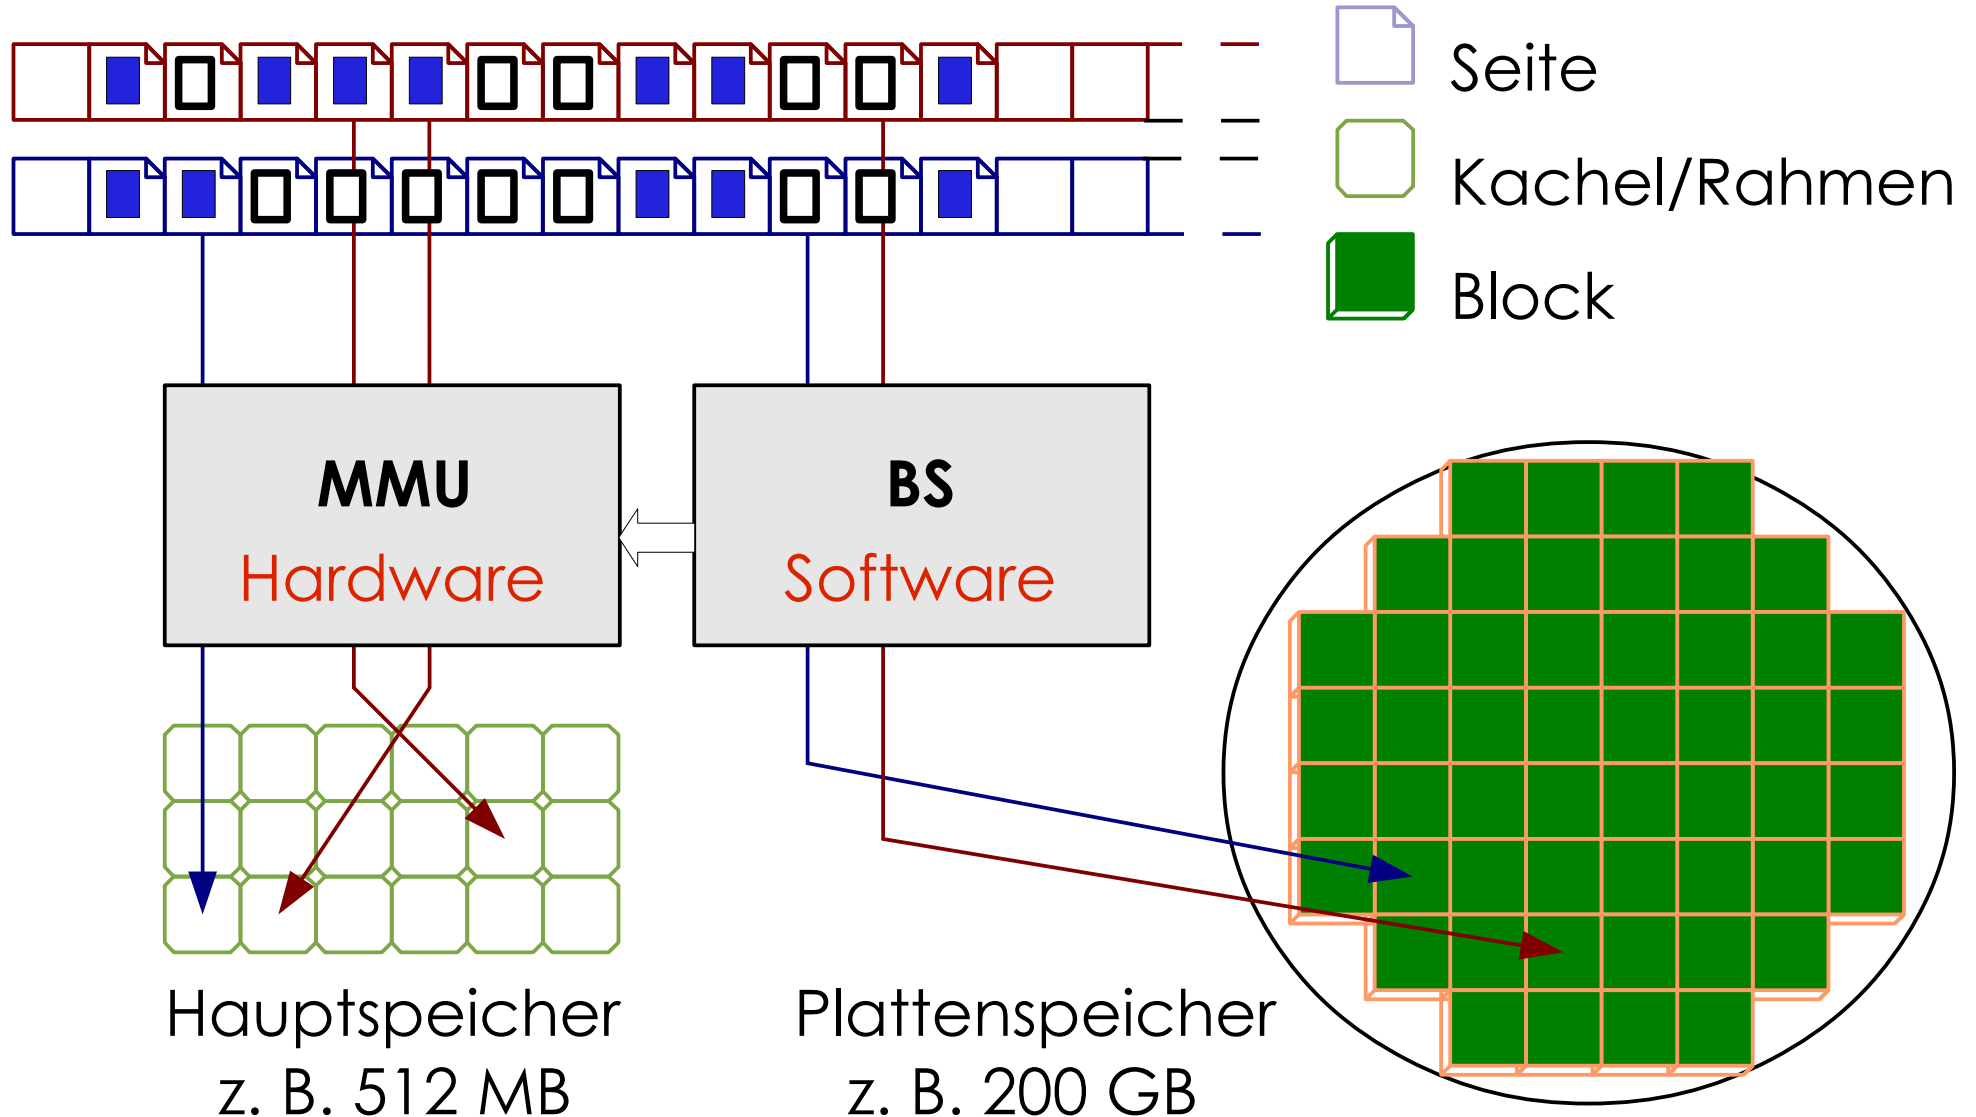 Seite
Kachel/Rahmen
Block
MMU
Hardware
BS
Software
Hauptspeicher
z. B. 512 MB
Plattenspeicher
z. B. 200 GB